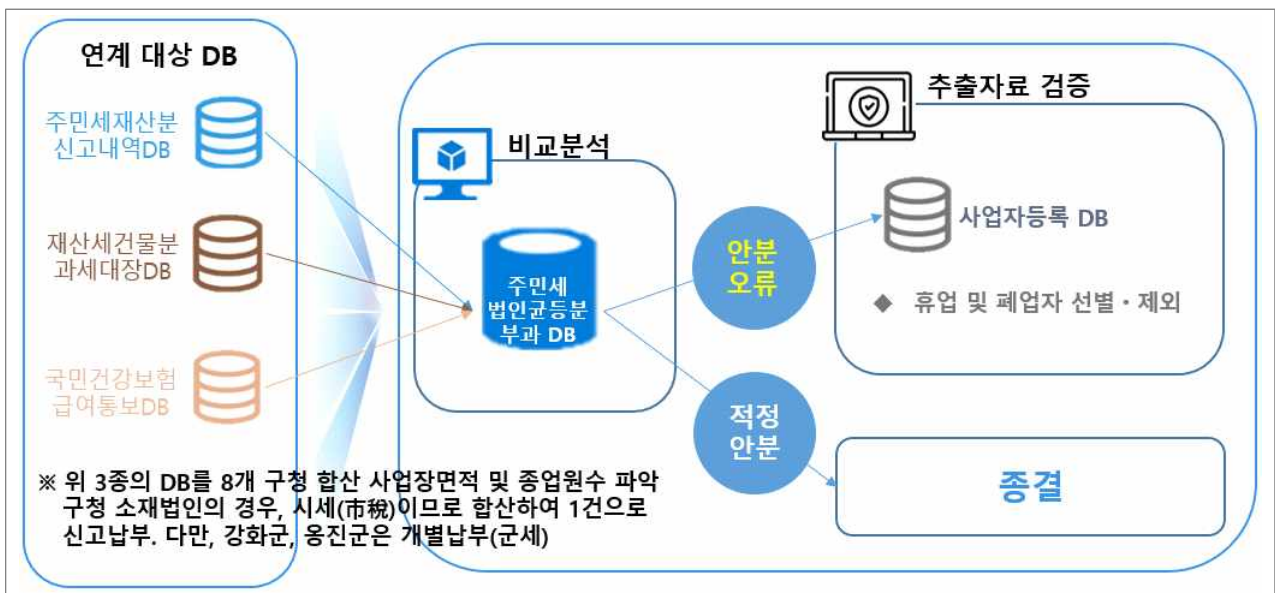 연계 대상 DB
주민세재산분
신고내역DB
재산세건물분
과세대장DB
국민건강보험
급여통보DB
비교분석
주민세
법인균등분
부과 DB
안분
오류
적정
안분
추출자료 검증
사업자등록 DB
◆ 휴업 및 폐업자 선별・제외
종결
※ 위 3종의 DB를 8개 구청 합산 사업장면적 및 종업원수 파악
구청 소재법인의 경우, 시세(市稅)이므로 합산하여 1건으로
신고납부. 다만, 강화군, 옹진군은 개별납부(군세)